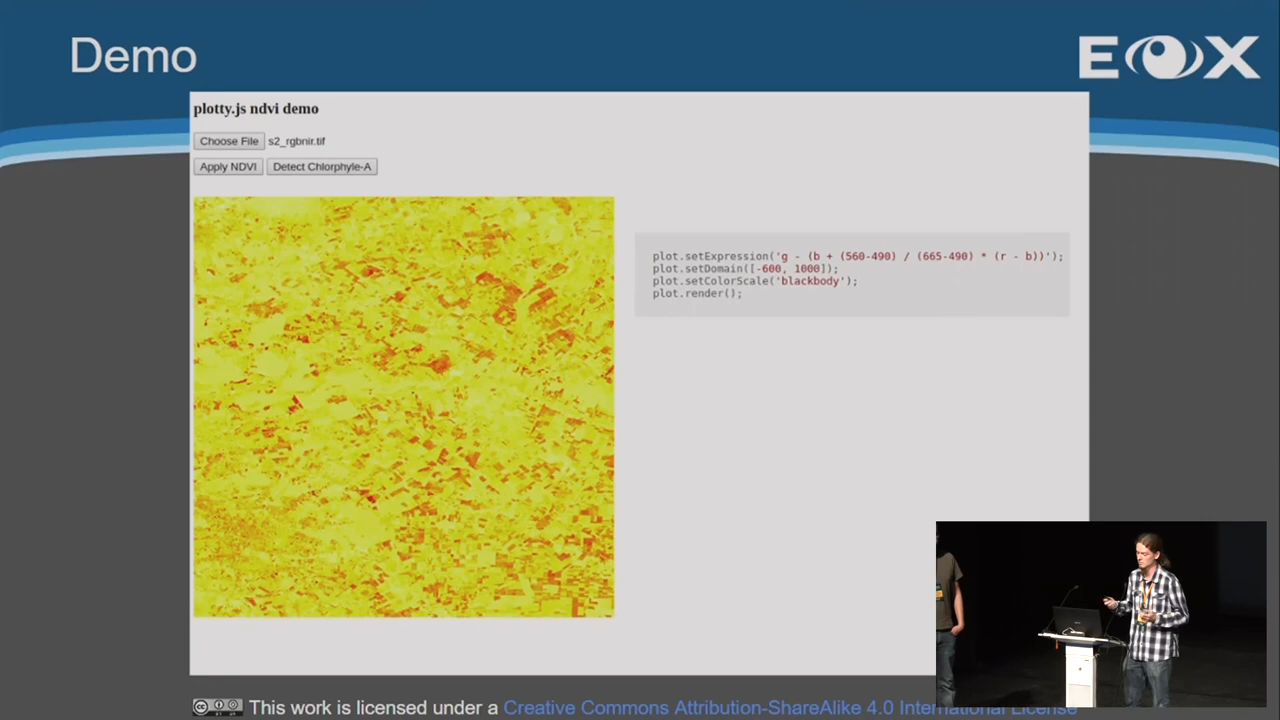 Demo
EOX
plotty.js ndvi demo
Choose File s2_rgbnir.tif
Apply NDVI Detect Chlorphyle-A
plot.setExpression('g - (b + (560-490) / (665-490) * (r - b))');
plot.setDomain([-600, 1000]);
plot.setColorScale('blackbody');
plot.render();
This work is licensed under a Creative Commons Attribution-ShareAlike 4.0 International License